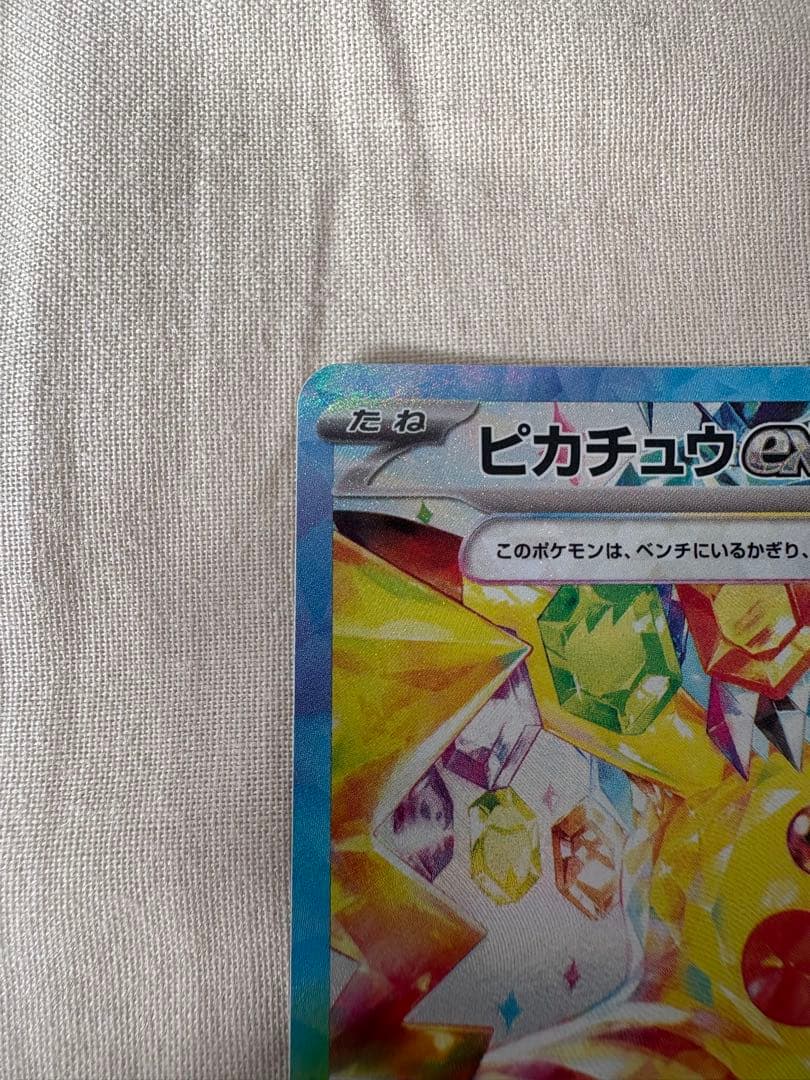 たね
ピカチュウex
このポケモンは、ベンチにいるかぎり、